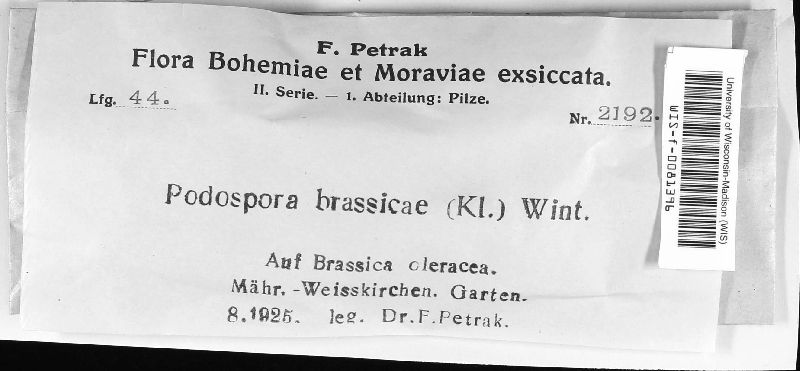 F. Petrak
Flora Bohemiae et Moraviae exsiccata.
II. Serie. — 1. Abteilung: Pilze.
Lfg. 44.
Nr. 2192.
Podospora brassicae (Kl.) Wint.
Auf Brassica oleracea.
Mähr.-Weisskirchen. Garten.
8.1925. leg. Dr.F.Petrak.
University of Wisconsin-Madison (WIS)
WIS-f-0081396